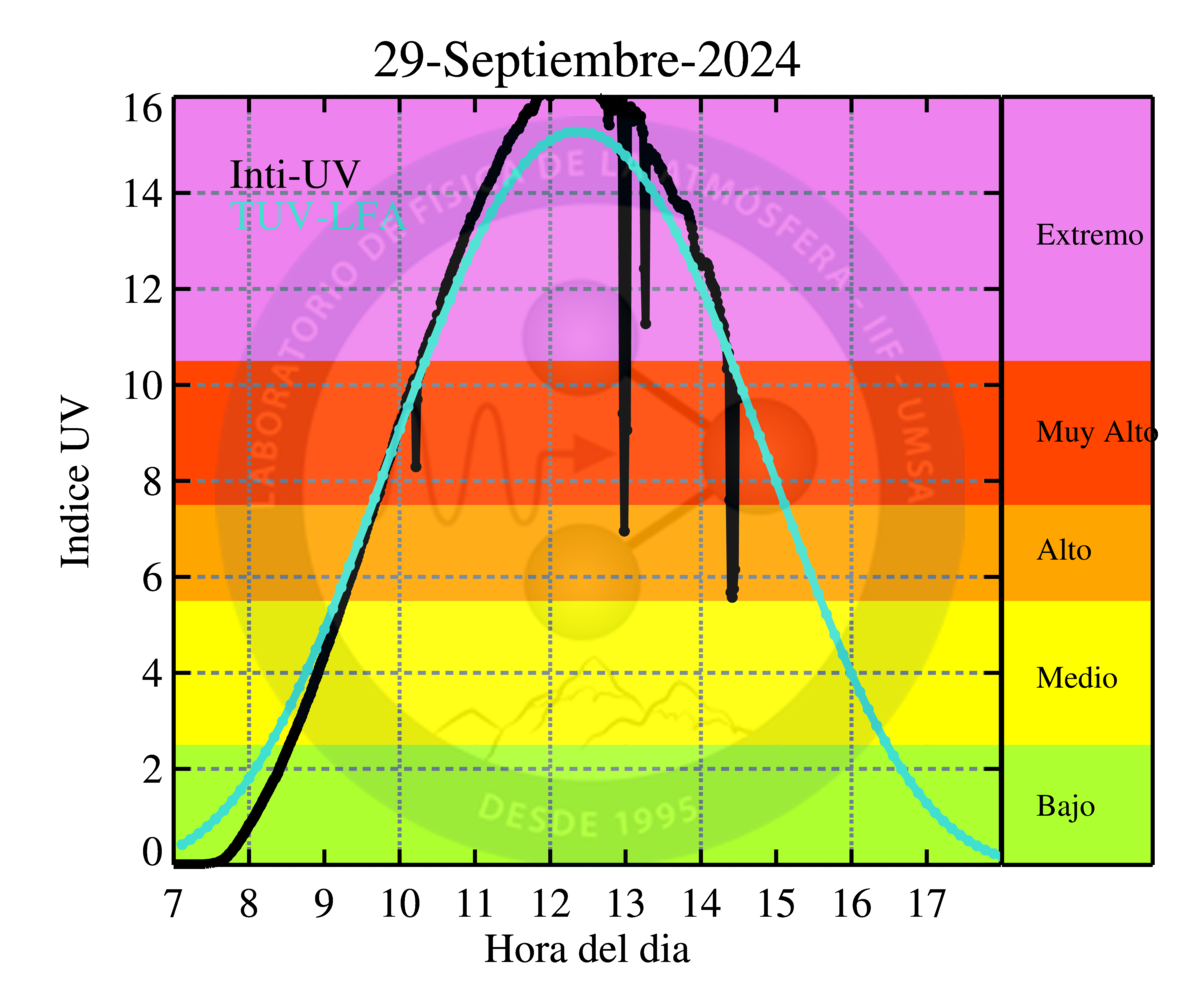 29-Septiembre-2024
Inti-UV
TUV-LFA
LABORATORIO DE FÍSICA DE LA ATMÓSFERA - IIF - UMSA
DESDE 1995
Indice UV
16
14
12
10
8
6
4
2
0
Extremo
Muy Alto
Alto
Medio
Bajo
7 8 9 10 11 12 13 14 15 16 17
Hora del dia